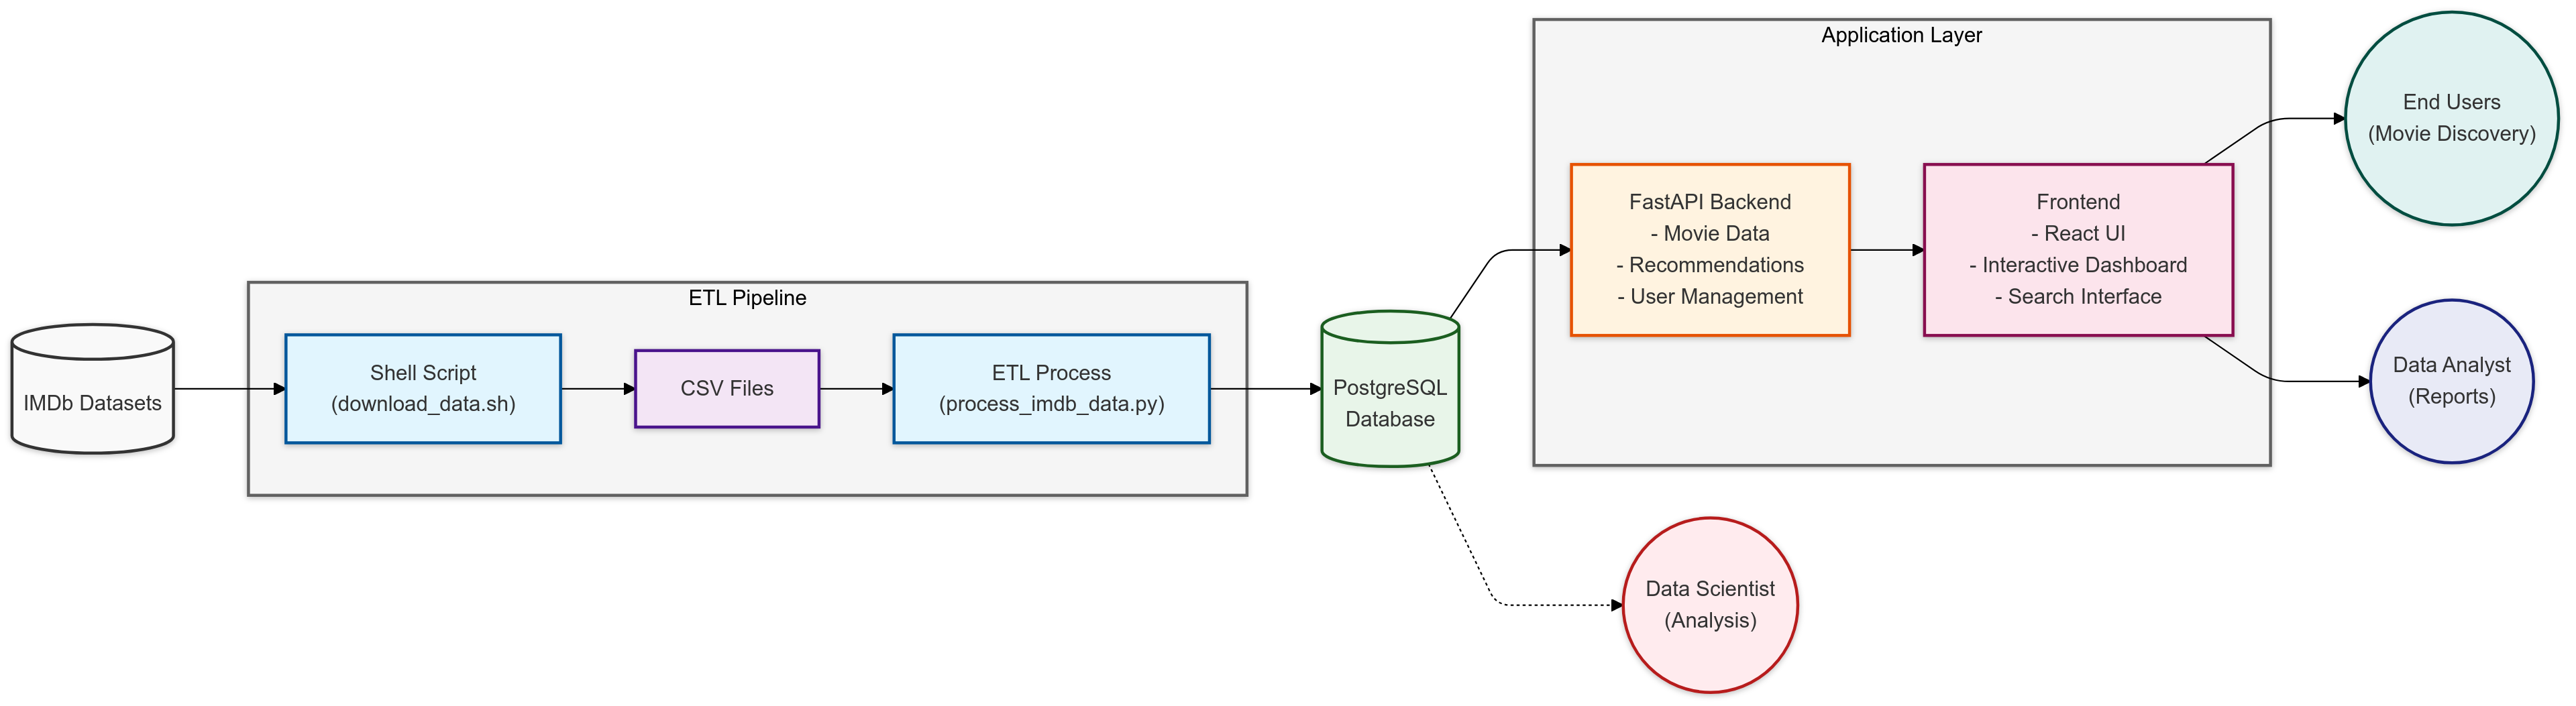 IMDb Datasets
ETL Pipeline
Shell Script
(download_data.sh)
CSV Files
ETL Process
(process_imdb_data.py)
PostgreSQL
Database
Application Layer
FastAPI Backend
- Movie Data
- Recommendations
- User Management
Frontend
- React UI
- Interactive Dashboard
- Search Interface
End Users
(Movie Discovery)
Data Analyst
(Reports)
Data Scientist
(Analysis)